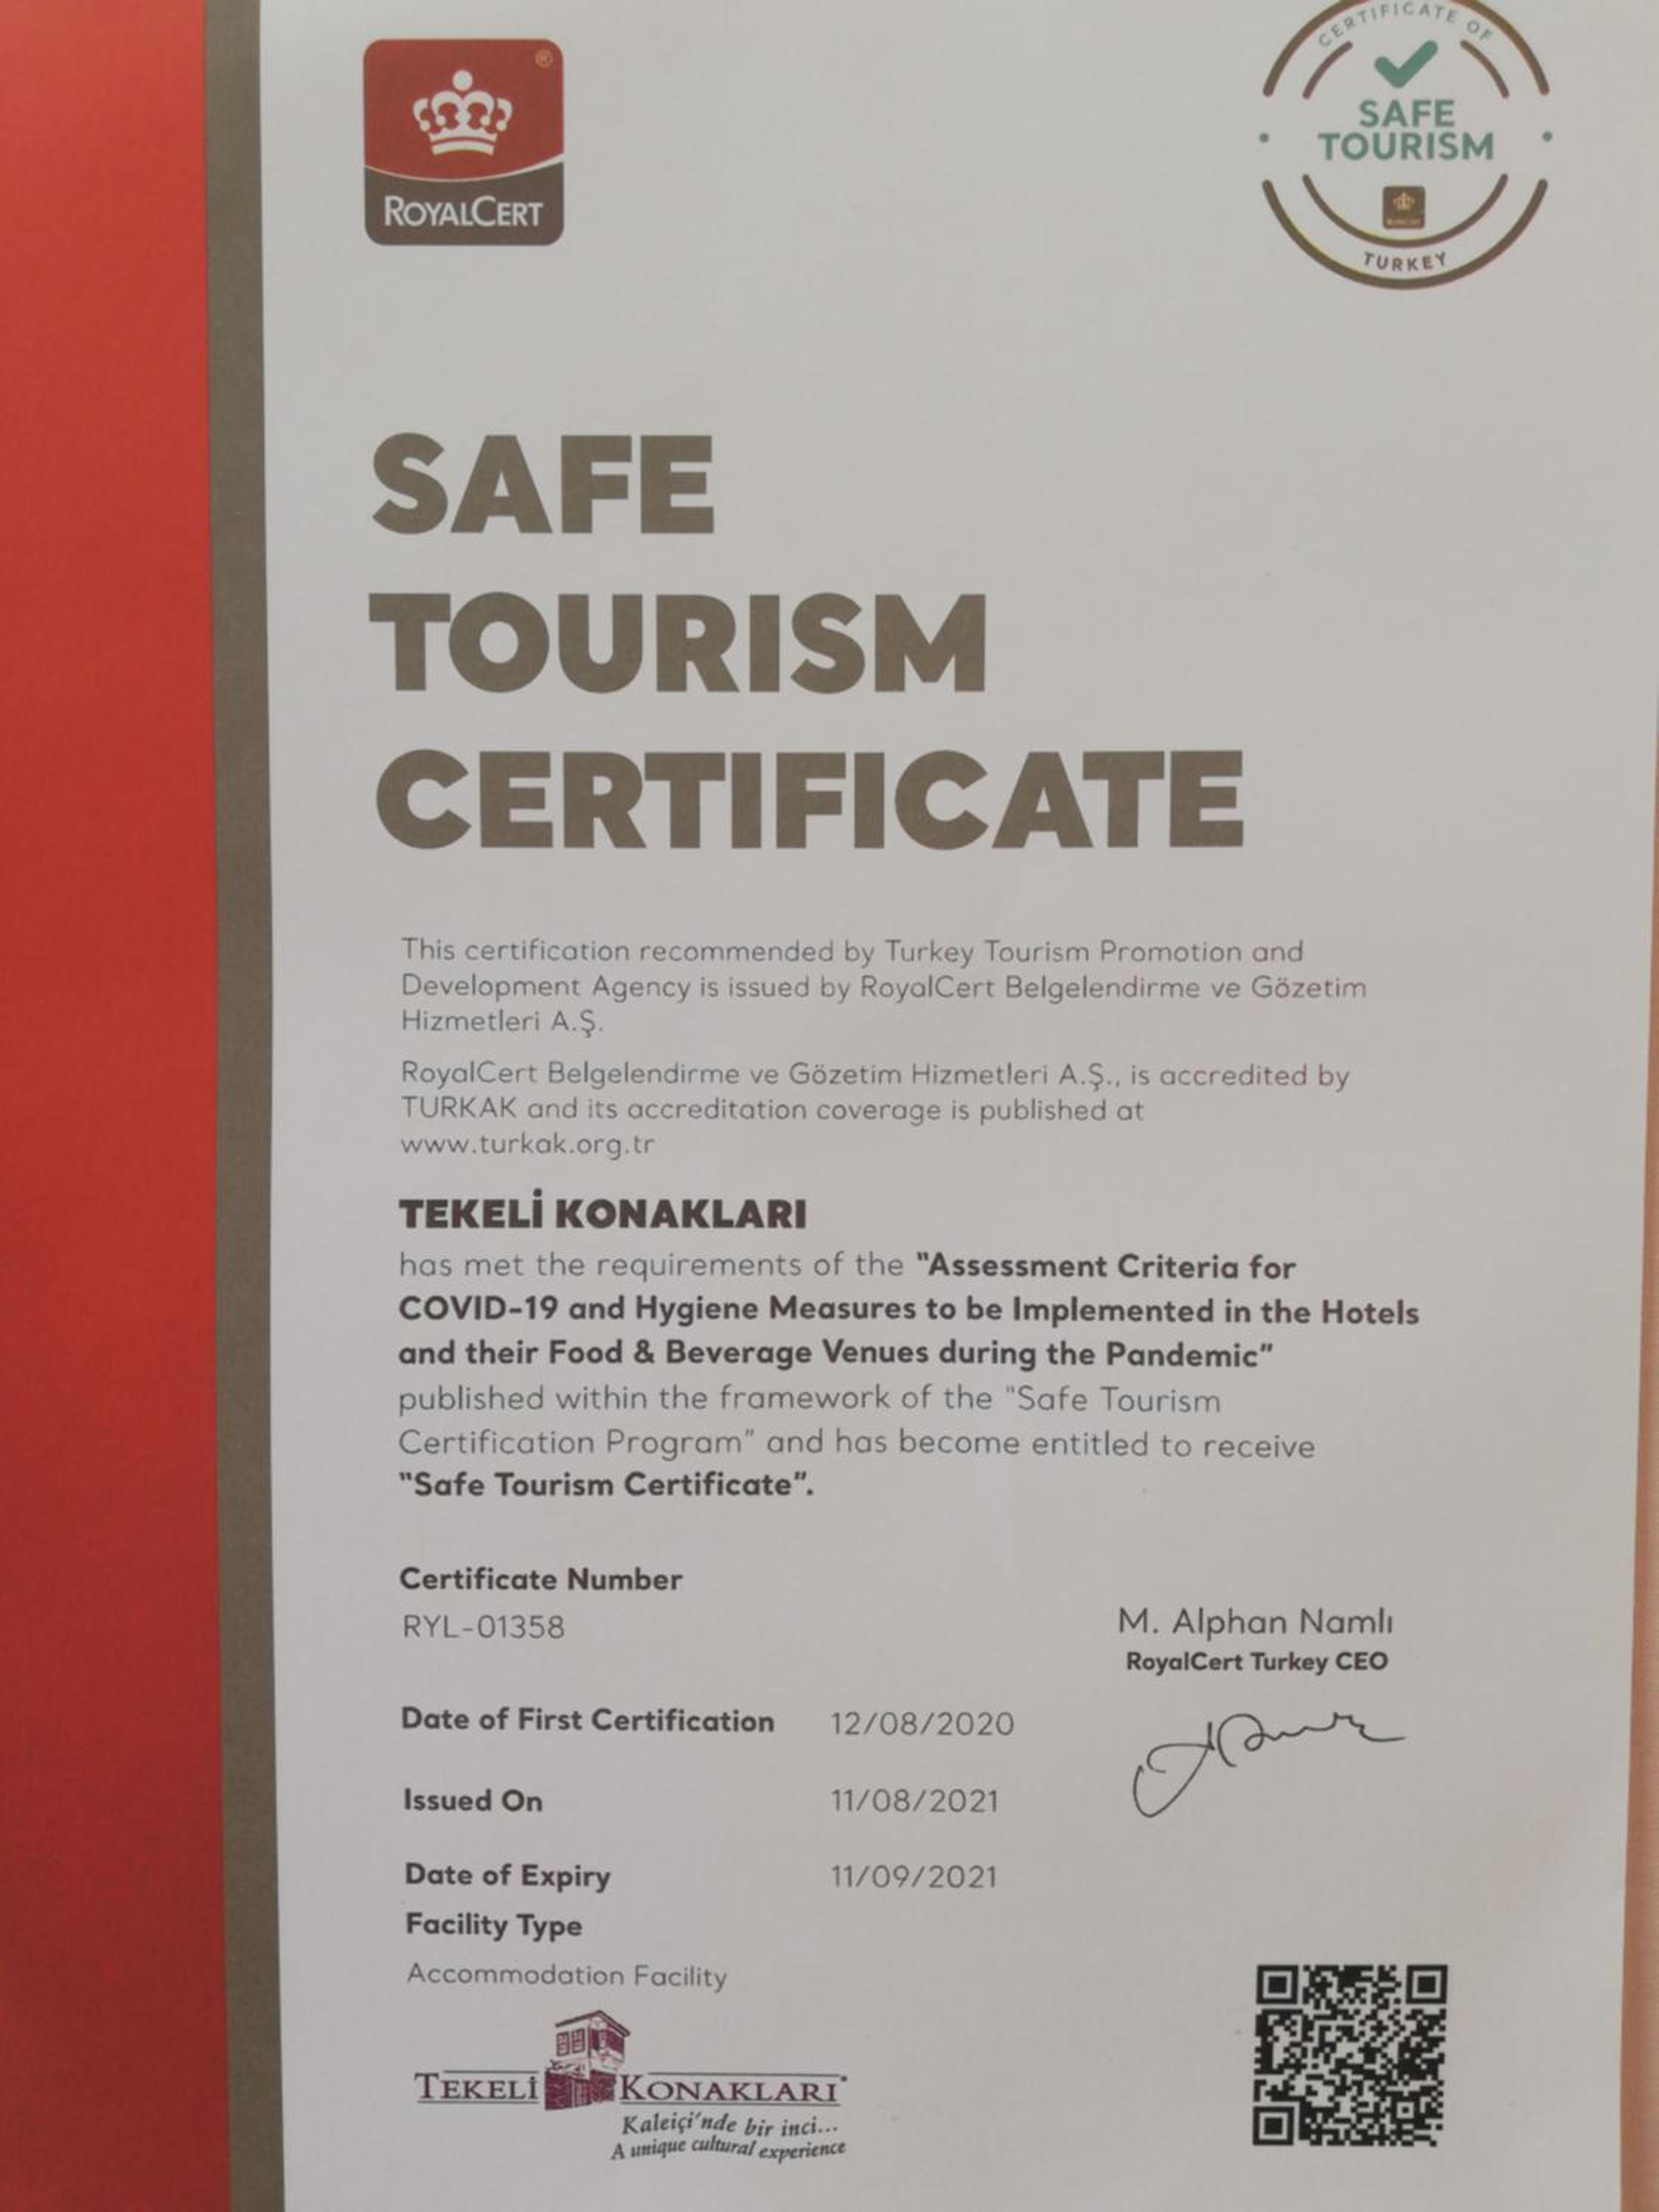 ROYALCERT
CERTIFICATE OF
SAFE
TOURISM
TURKEY
SAFE
TOURISM
CERTIFICATE
This certification recommended by Turkey Tourism Promotion and
Development Agency is issued by RoyalCert Belgelendirme ve Gözetim
Hizmetleri A.Ş.
RoyalCert Belgelendirme ve Gözetim Hizmetleri A.Ş., is accredited by
TURKAK and its accreditation coverage is published at
www.turkak.org.tr
TEKELİ KONAKLARI
has met the requirements of the "Assessment Criteria for
COVID-19 and Hygiene Measures to be Implemented in the Hotels
and their Food & Beverage Venues during the Pandemic"
published within the framework of the "Safe Tourism
Certification Program" and has become entitled to receive
"Safe Tourism Certificate".
Certificate Number
RYL-01358
M. Alphan Namlı
RoyalCert Turkey CEO
Date of First Certification 12/08/2020
Issued On 11/08/2021
Date of Expiry 11/09/2021
Facility Type
Accommodation Facility
TEKELİ KONAKLARI
Kaleiçi'nde bir inci...
A unique cultural experience